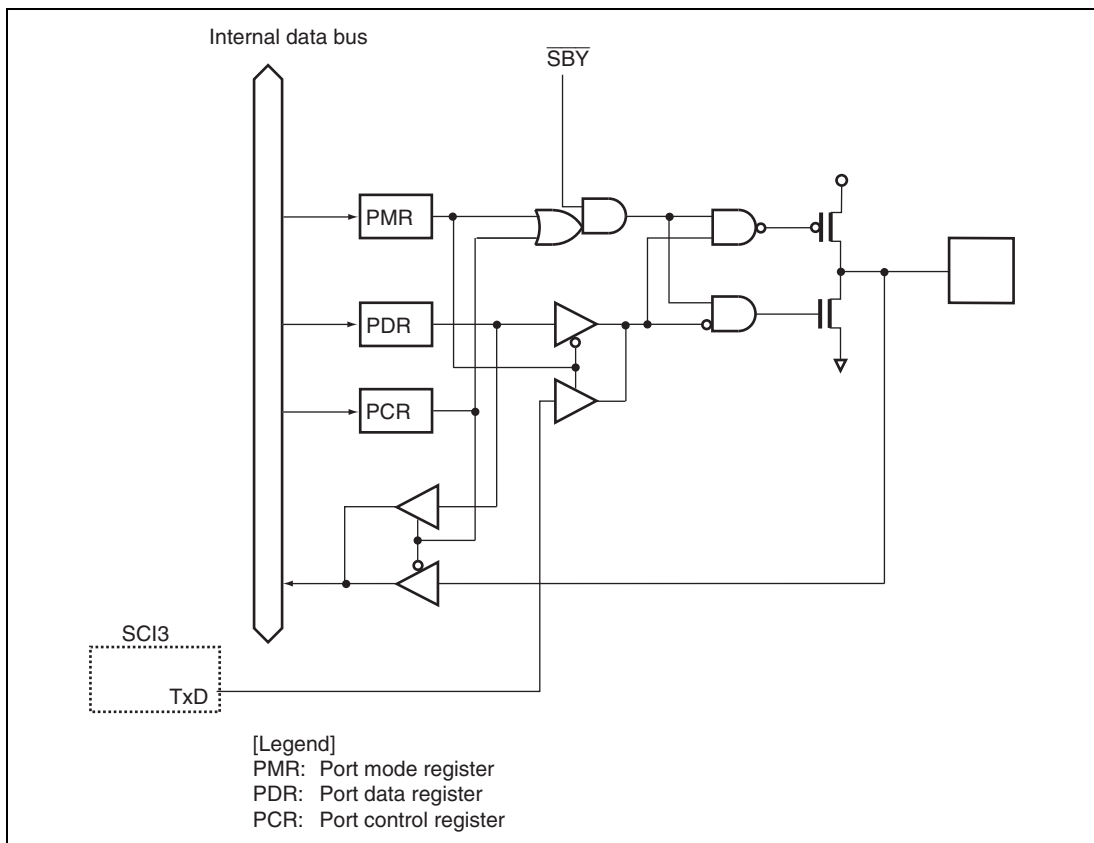 Internal data bus
SBY
PMR
PDR
PCR
SCI3
TxD
[Legend]
PMR: Port mode register
PDR: Port data register
PCR: Port control register